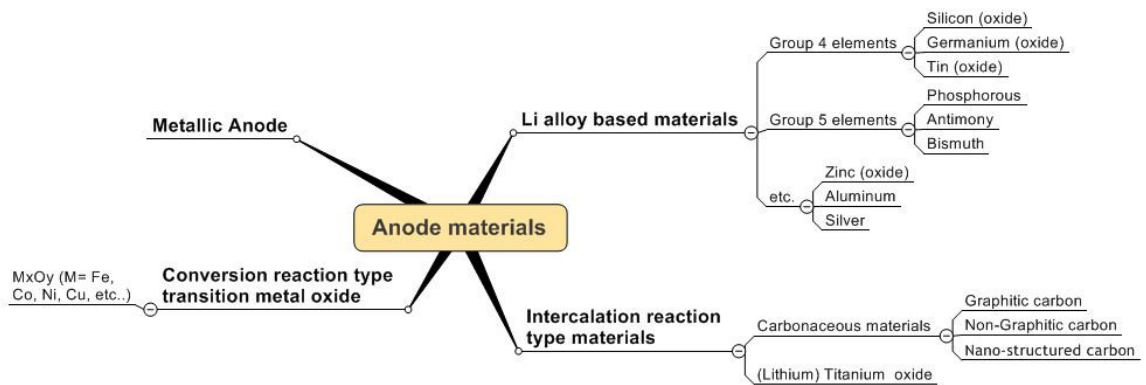 Anode materials
Metallic Anode
Li alloy based materials
Group 4 elements
Silicon (oxide)
Germanium (oxide)
Tin (oxide)
Group 5 elements
Phosphorous
Antimony
Bismuth
etc.
Zinc (oxide)
Aluminum
Silver
Conversion reaction type
transition metal oxide
MxOy (M= Fe,
Co, Ni, Cu, etc..)
Intercalation reaction
type materials
Carbonaceous materials
Graphitic carbon
Non-Graphitic carbon
Nano-structured carbon
(Lithium) Titanium oxide